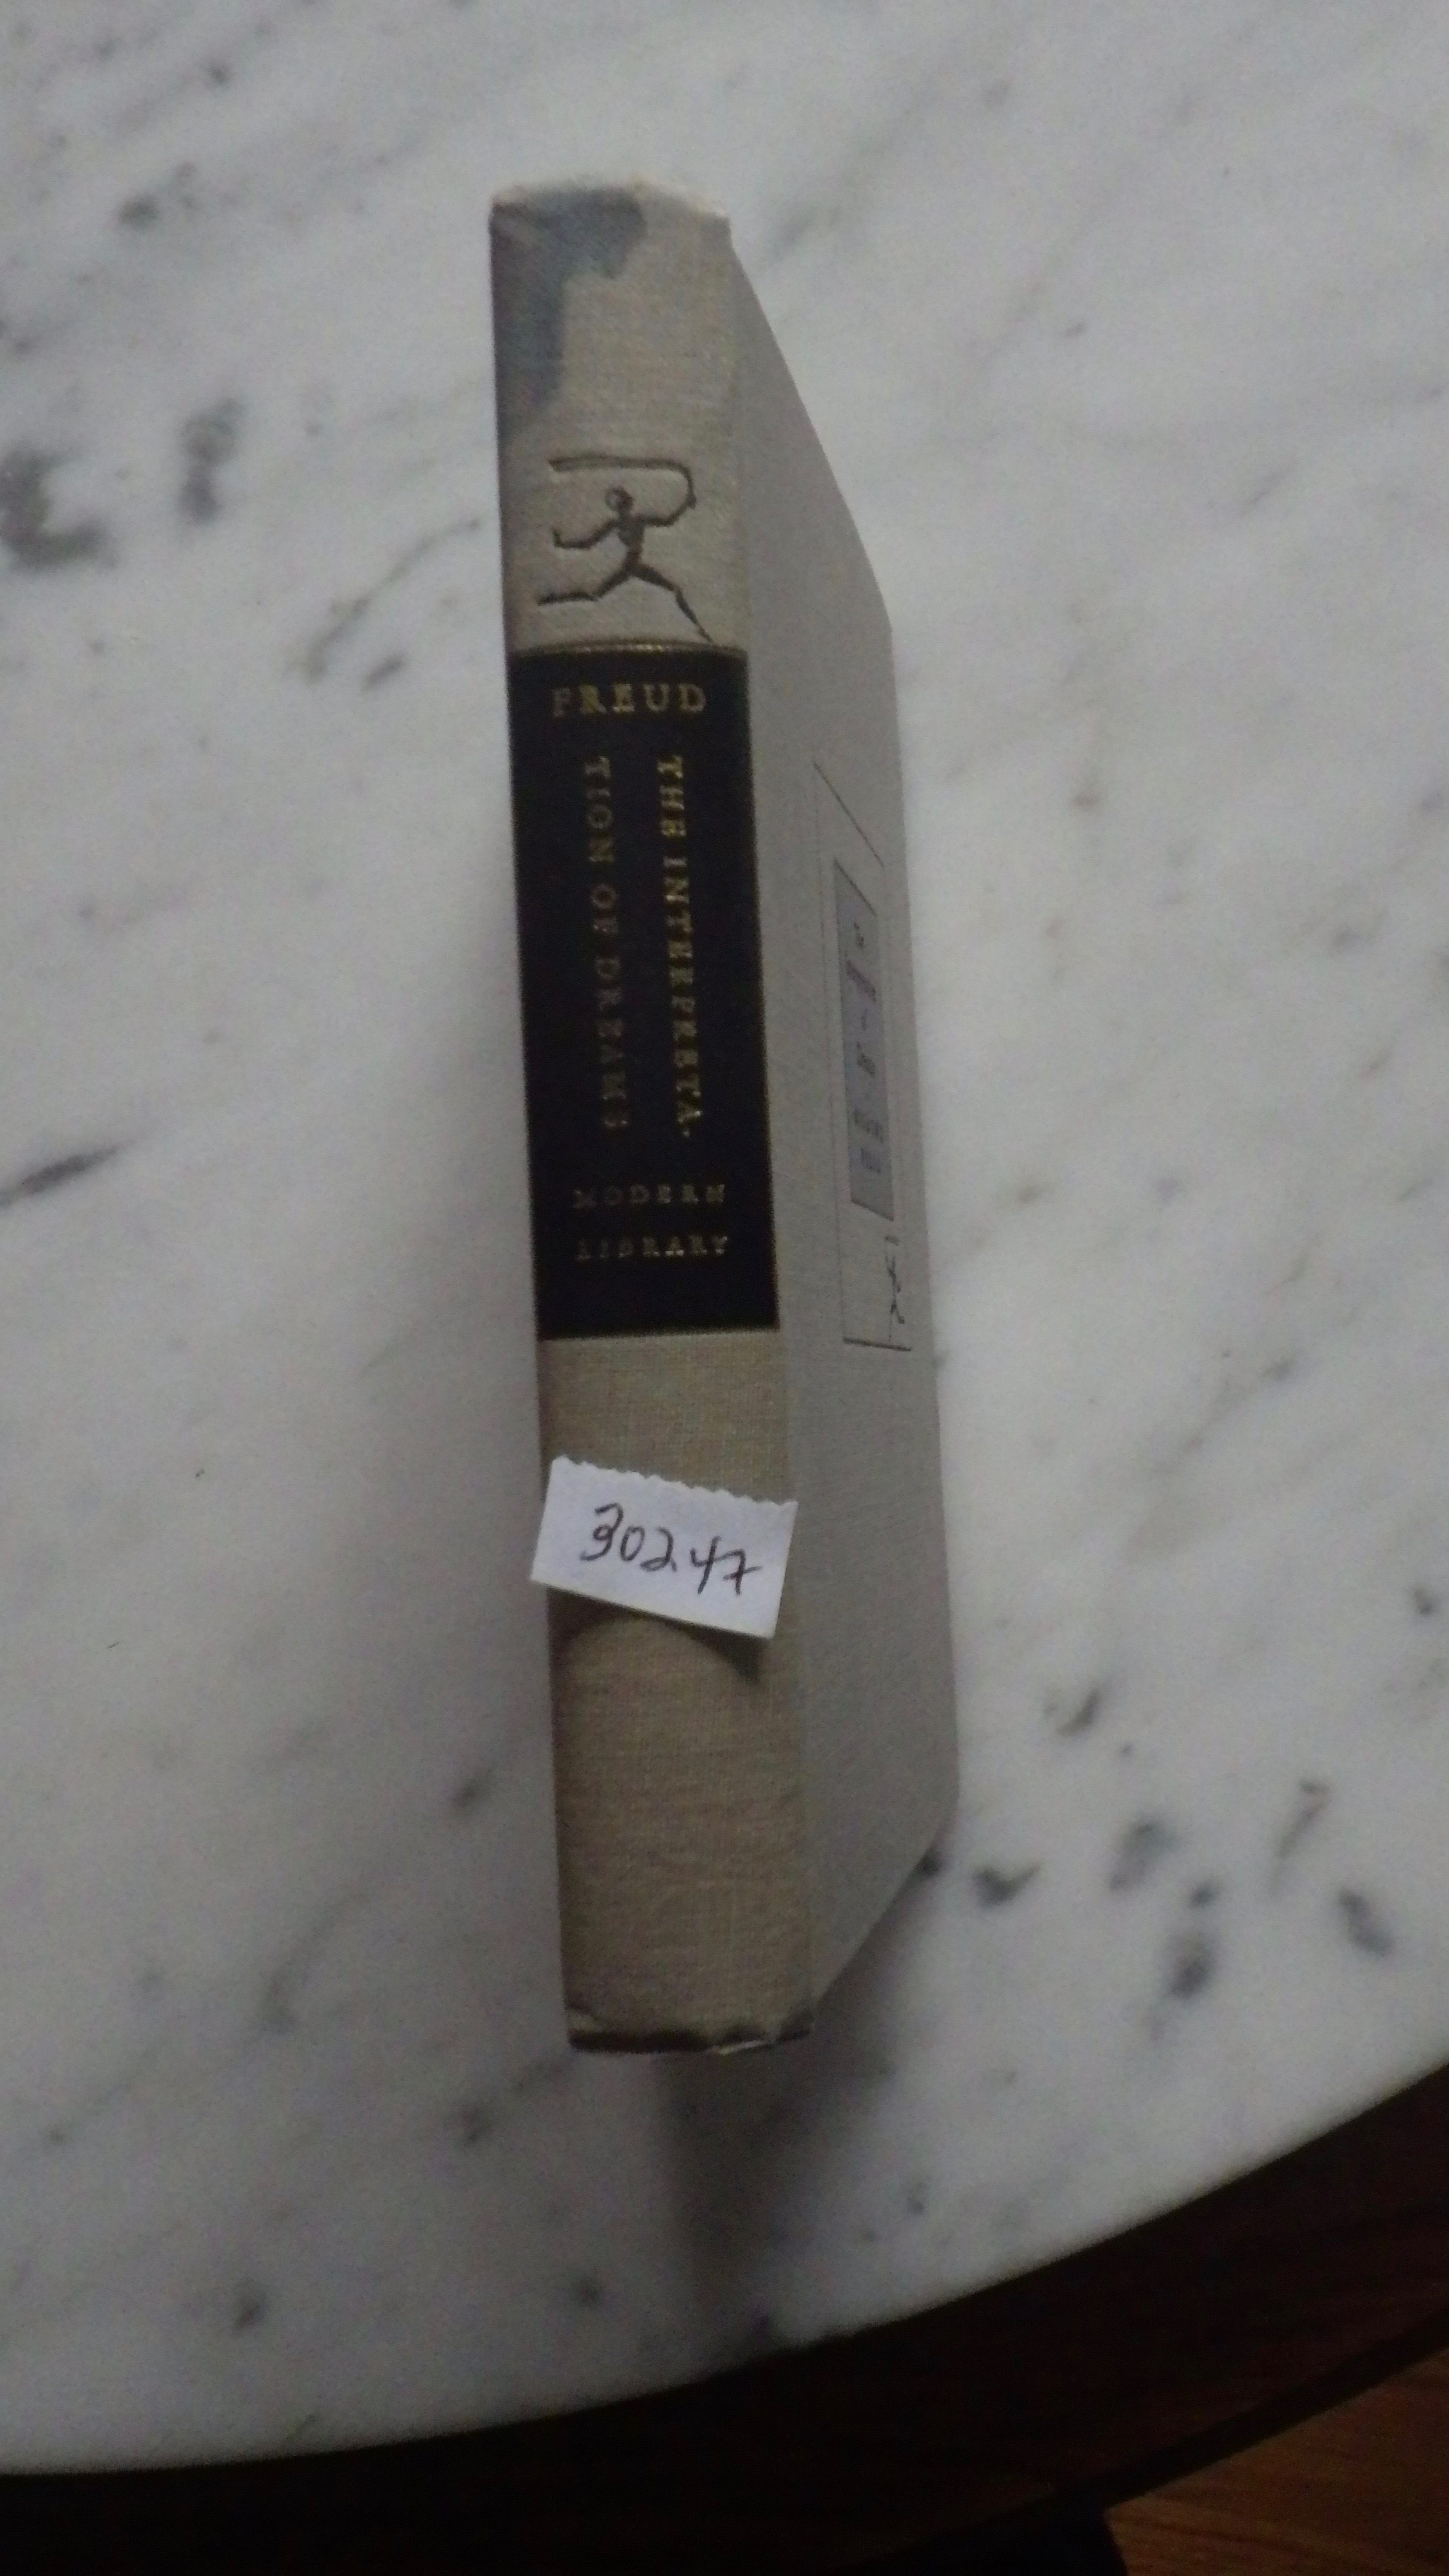 FREUD
THE INTERPRETA-
TION OF DREAMS
MODERN
LIBRARY
30247